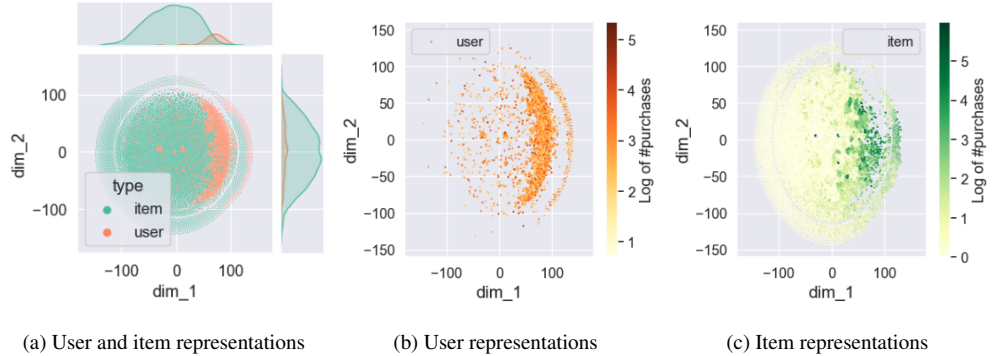 100
0
−100
dim_2
type
item
user
−100
0
100
dim_1
(a) User and item representations
user
150
100
50
0
−50
−100
−150
dim_2
−100
0
100
dim_1
5
4
3
2
1
Log of #purchases
(b) User representations
item
150
100
50
0
−50
−100
−150
dim_2
−100
0
100
dim_1
5
4
3
2
1
0
Log of #purchases
(c) Item representations